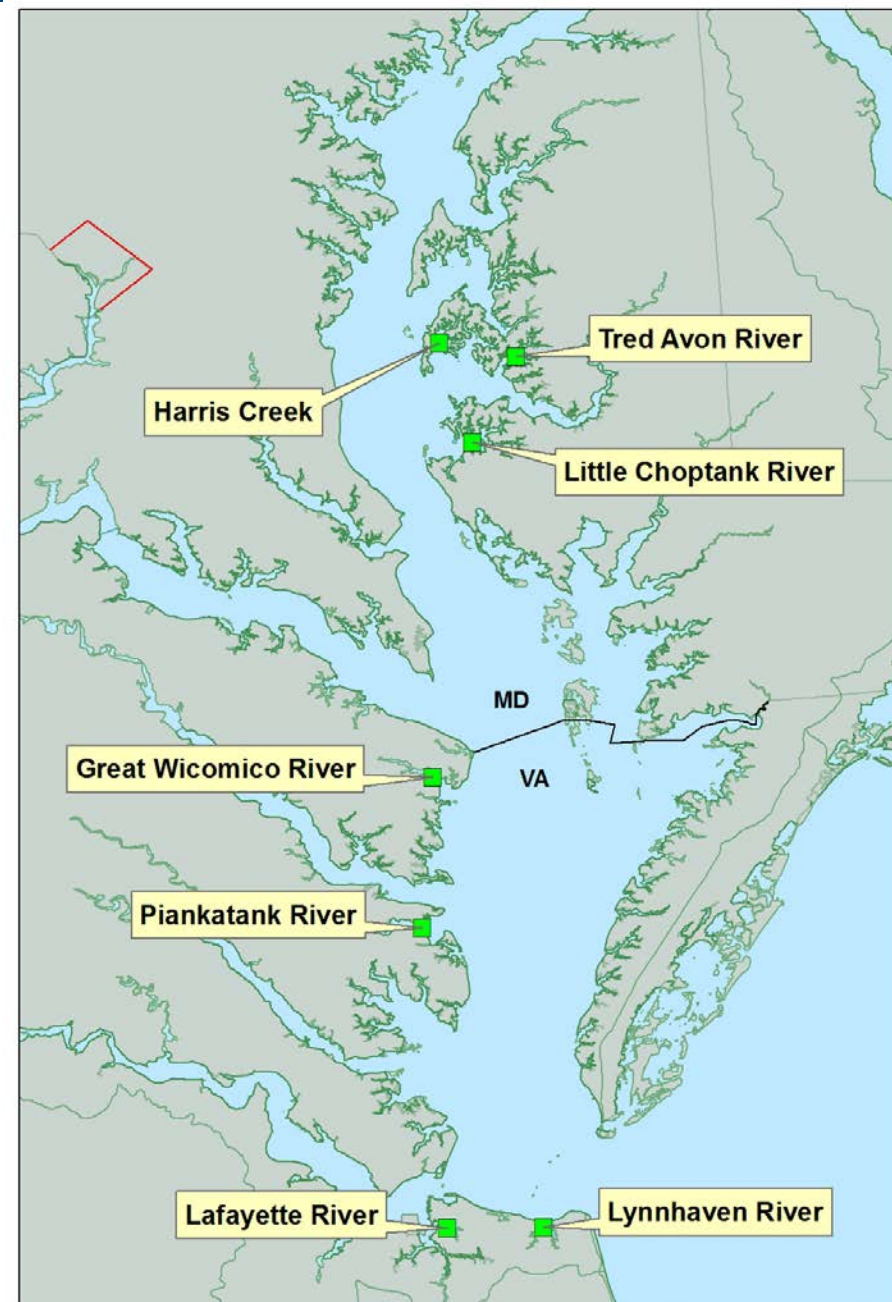 Tred Avon River
Harris Creek
Little Choptank River
MD
Great Wicomico River
VA
Piankatank River
Lafayette River
Lynnhaven River